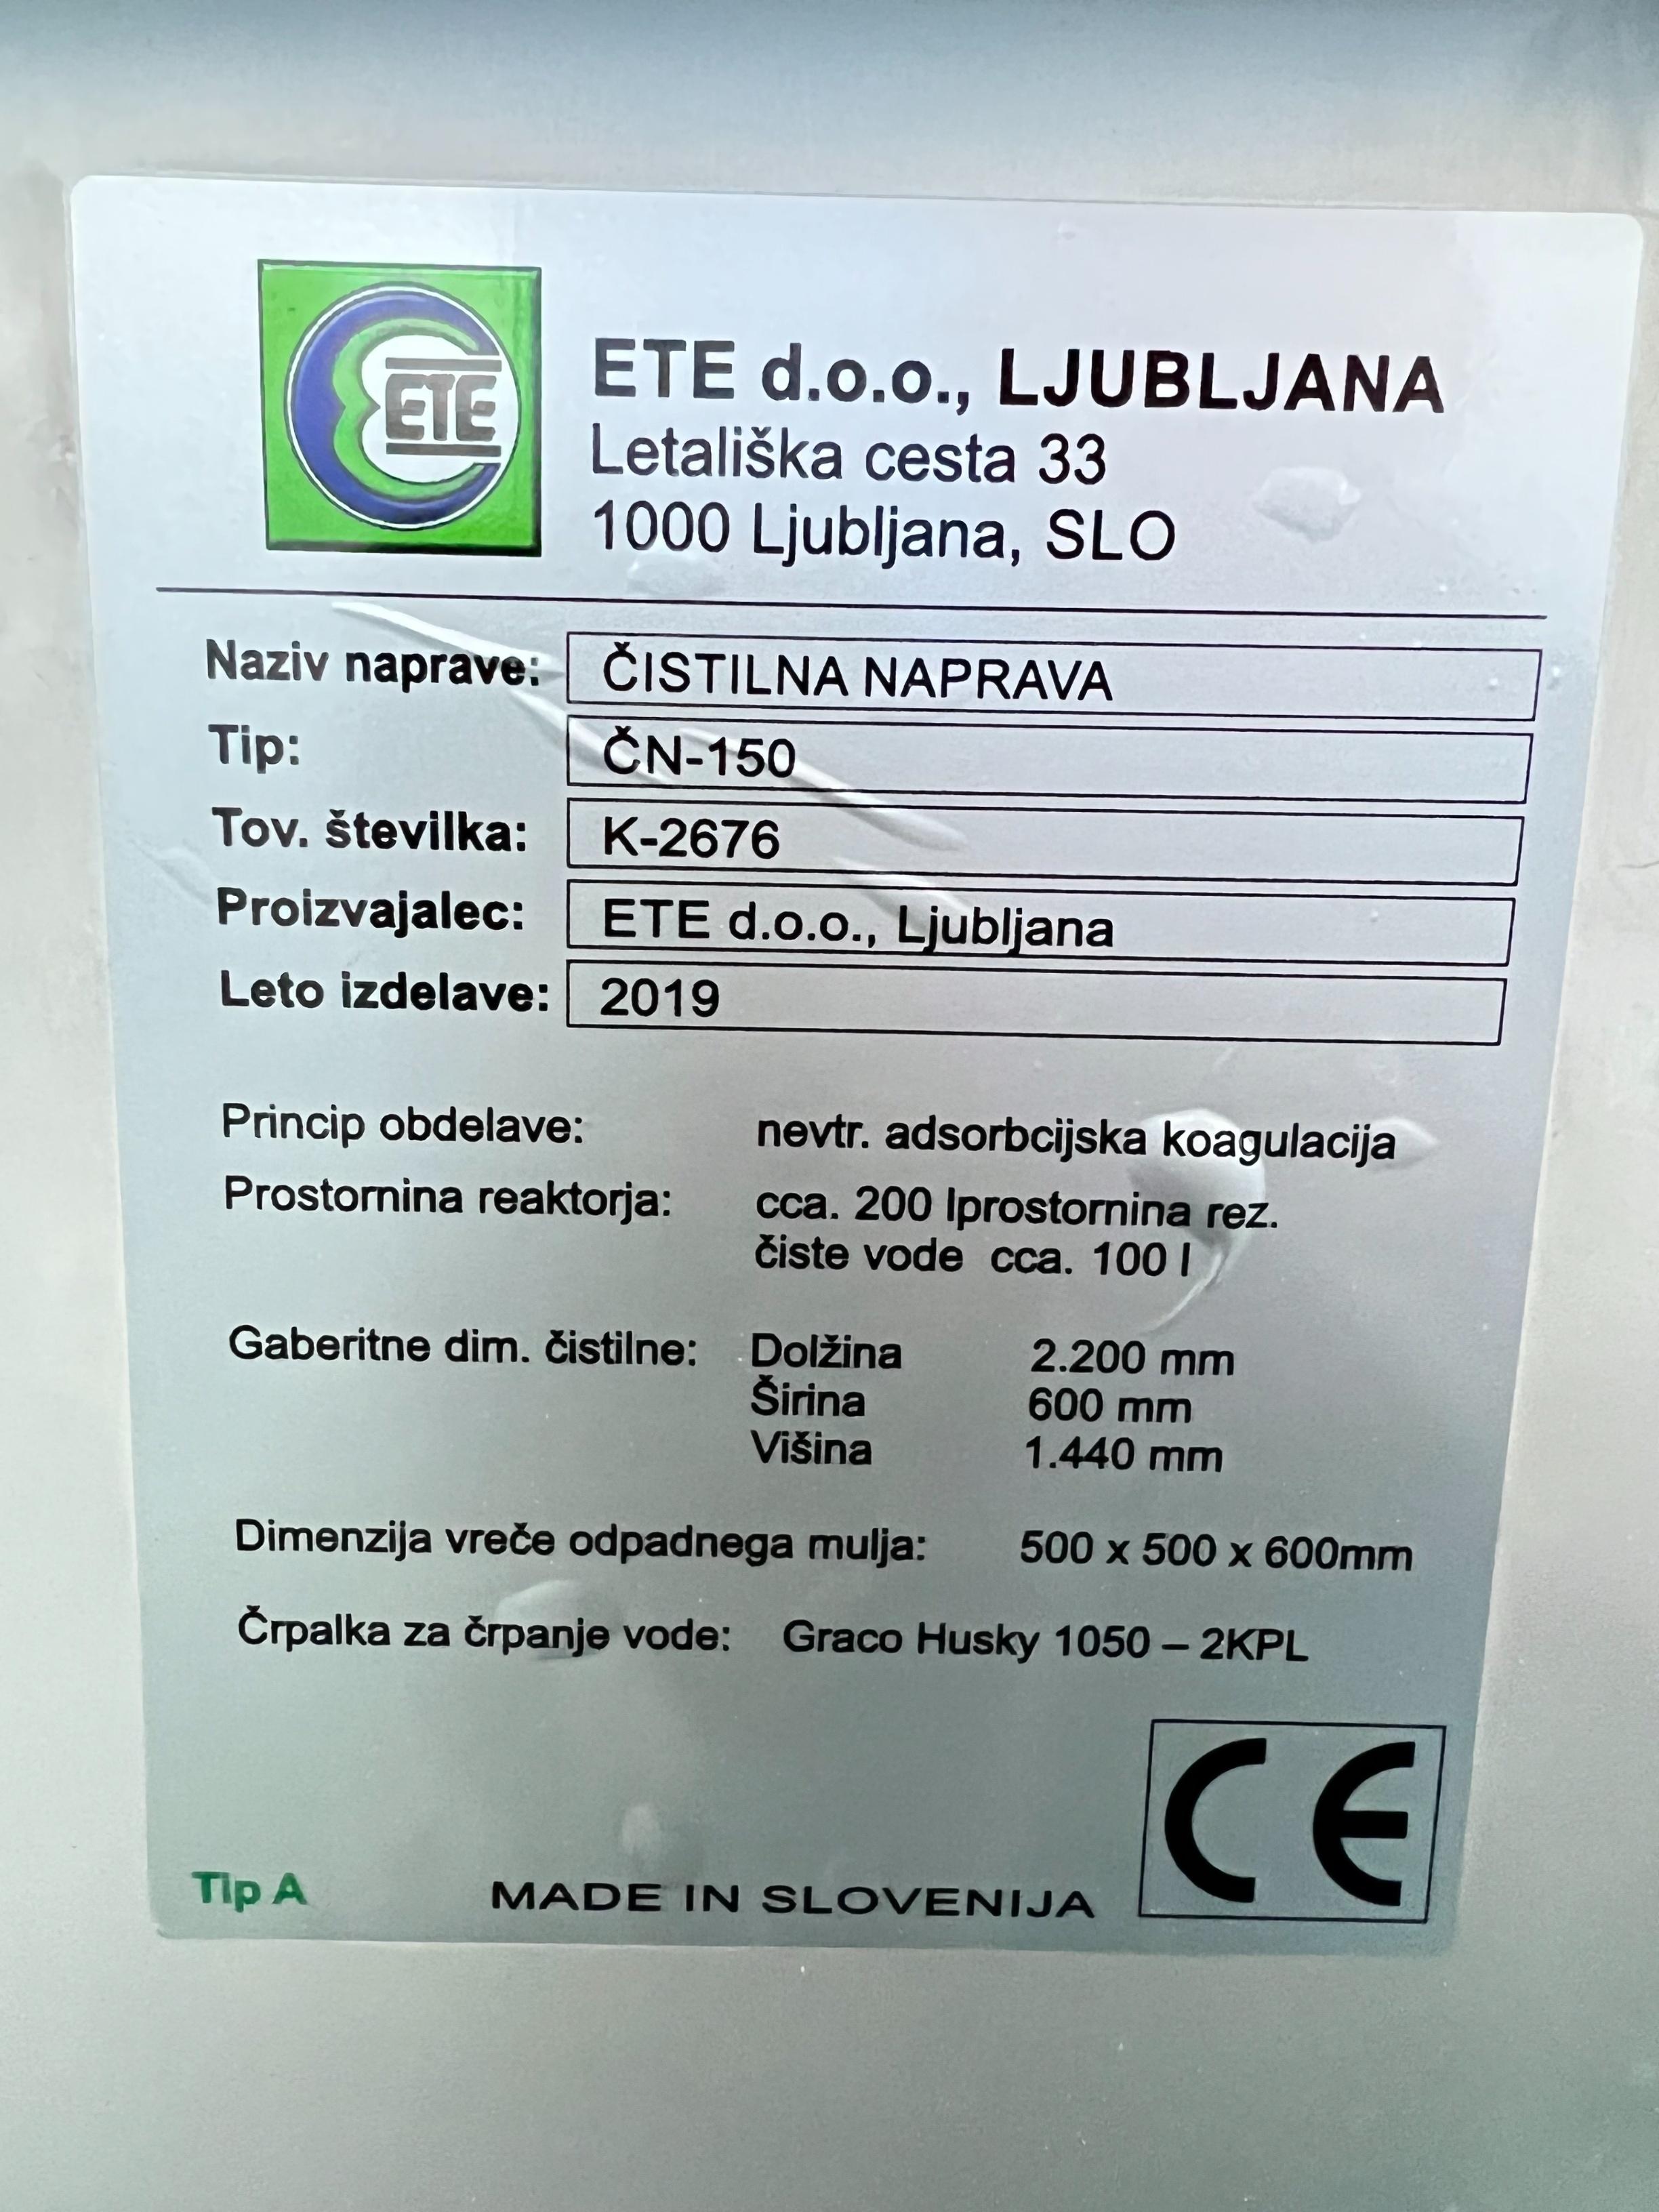 ETE
ETE d.o.o., LJUBLJANA
Letališka cesta 33
1000 Ljubljana, SLO
Naziv naprave: ČISTILNA NAPRAVA
Tip: ČN-150
Tov. številka: K-2676
Proizvajalec: ETE d.o.o., Ljubljana
Leto izdelave: 2019
Princip obdelave: nevtr. adsorbcijska koagulacija
Prostornina reaktorja: cca. 200 lprostornina rez.
čiste vode cca. 100 l
Gaberitne dim. čistilne: Dolžina 2.200 mm
Širina 600 mm
Višina 1.440 mm
Dimenzija vreče odpadnega mulja: 500 x 500 x 600mm
Črpalka za črpanje vode: Graco Husky 1050 – 2KPL
CE
Tip A MADE IN SLOVENIJA